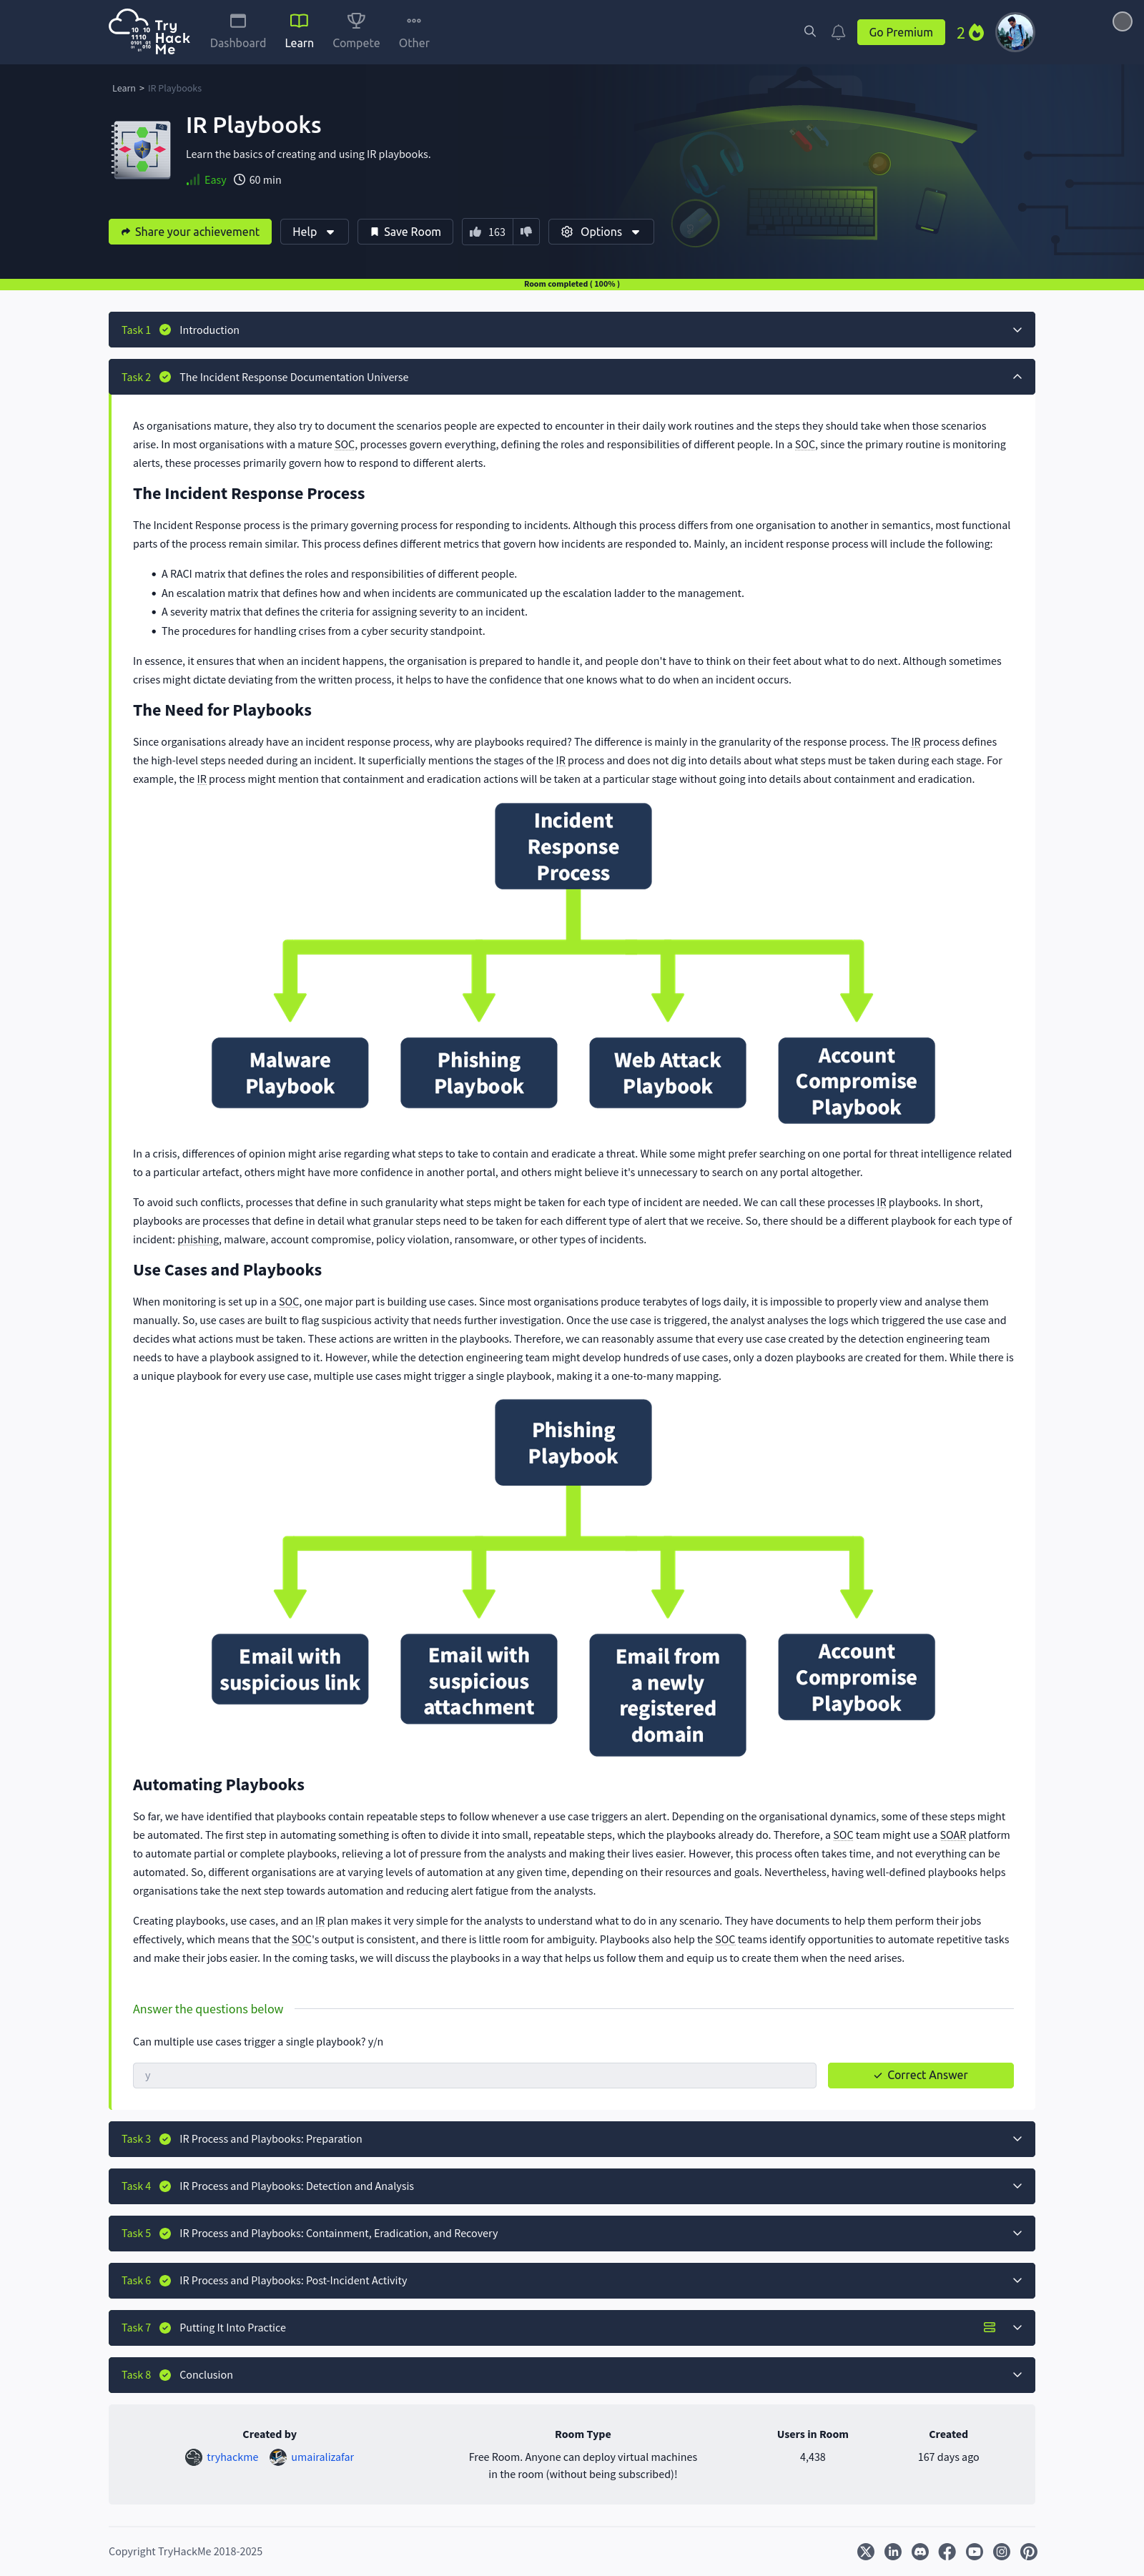 Try
Hack
Me
Dashboard
Learn
Compete
Other
Go Premium
2
Learn > IR Playbooks
IR Playbooks
Learn the basics of creating and using IR playbooks.
Easy 60 min
Share your achievement
Help
Save Room
163
Options
Room completed ( 100% )
Task 1 Introduction
Task 2 The Incident Response Documentation Universe
As organisations mature, they also try to document the scenarios people are expected to encounter in their daily work routines and the steps they should take when those scenarios
arise. In most organisations with a mature SOC, processes govern everything, defining the roles and responsibilities of different people. In a SOC, since the primary routine is monitoring
alerts, these processes primarily govern how to respond to different alerts.
The Incident Response Process
The Incident Response process is the primary governing process for responding to incidents. Although this process differs from one organisation to another in semantics, most functional
parts of the process remain similar. This process defines different metrics that govern how incidents are responded to. Mainly, an incident response process will include the following:
• A RACI matrix that defines the roles and responsibilities of different people.
• An escalation matrix that defines how and when incidents are communicated up the escalation ladder to the management.
• A severity matrix that defines the criteria for assigning severity to an incident.
• The procedures for handling crises from a cyber security standpoint.
In essence, it ensures that when an incident happens, the organisation is prepared to handle it, and people don't have to think on their feet about what to do next. Although sometimes
crises might dictate deviating from the written process, it helps to have the confidence that one knows what to do when an incident occurs.
The Need for Playbooks
Since organisations already have an incident response process, why are playbooks required? The difference is mainly in the granularity of the response process. The IR process defines
the high-level steps needed during an incident. It superficially mentions the stages of the IR process and does not dig into details about what steps must be taken during each stage. For
example, the IR process might mention that containment and eradication actions will be taken at a particular stage without going into details about containment and eradication.
Incident
Response
Process
Malware
Playbook
Phishing
Playbook
Web Attack
Playbook
Account
Compromise
Playbook
In a crisis, differences of opinion might arise regarding what steps to take to contain and eradicate a threat. While some might prefer searching on one portal for threat intelligence related
to a particular artefact, others might have more confidence in another portal, and others might believe it's unnecessary to search on any portal altogether.
To avoid such conflicts, processes that define in such granularity what steps might be taken for each type of incident are needed. We can call these processes IR playbooks. In short,
playbooks are processes that define in detail what granular steps need to be taken for each different type of alert that we receive. So, there should be a different playbook for each type of
incident: phishing, malware, account compromise, policy violation, ransomware, or other types of incidents.
Use Cases and Playbooks
When monitoring is set up in a SOC, one major part is building use cases. Since most organisations produce terabytes of logs daily, it is impossible to properly view and analyse them
manually. So, use cases are built to flag suspicious activity that needs further investigation. Once the use case is triggered, the analyst analyses the logs which triggered the use case and
decides what actions must be taken. These actions are written in the playbooks. Therefore, we can reasonably assume that every use case created by the detection engineering team
needs to have a playbook assigned to it. However, while the detection engineering team might develop hundreds of use cases, only a dozen playbooks are created for them. While there is
a unique playbook for every use case, multiple use cases might trigger a single playbook, making it a one-to-many mapping.
Phishing
Playbook
Email with
suspicious link
Email with
suspicious
attachment
Email from
a newly
registered
domain
Account
Compromise
Playbook
Automating Playbooks
So far, we have identified that playbooks contain repeatable steps to follow whenever a use case triggers an alert. Depending on the organisational dynamics, some of these steps might
be automated. The first step in automating something is often to divide it into small, repeatable steps, which the playbooks already do. Therefore, a SOC team might use a SOAR platform
to automate partial or complete playbooks, relieving a lot of pressure from the analysts and making their lives easier. However, this process often takes time, and not everything can be
automated. So, different organisations are at varying levels of automation at any given time, depending on their resources and goals. Nevertheless, having well-defined playbooks helps
organisations take the next step towards automation and reducing alert fatigue from the analysts.
Creating playbooks, use cases, and an IR plan makes it very simple for the analysts to understand what to do in any scenario. They have documents to help them perform their jobs
effectively, which means that the SOC's output is consistent, and there is little room for ambiguity. Playbooks also help the SOC teams identify opportunities to automate repetitive tasks
and make their jobs easier. In the coming tasks, we will discuss the playbooks in a way that helps us follow them and equip us to create them when the need arises.
Answer the questions below
Can multiple use cases trigger a single playbook? y/n
y
Correct Answer
Task 3 IR Process and Playbooks: Preparation
Task 4 IR Process and Playbooks: Detection and Analysis
Task 5 IR Process and Playbooks: Containment, Eradication, and Recovery
Task 6 IR Process and Playbooks: Post-Incident Activity
Task 7 Putting It Into Practice
Task 8 Conclusion
Created by
tryhackme umairalizafar
Room Type
Free Room. Anyone can deploy virtual machines
in the room (without being subscribed)!
Users in Room
4,438
Created
167 days ago
Copyright TryHackMe 2018-2025